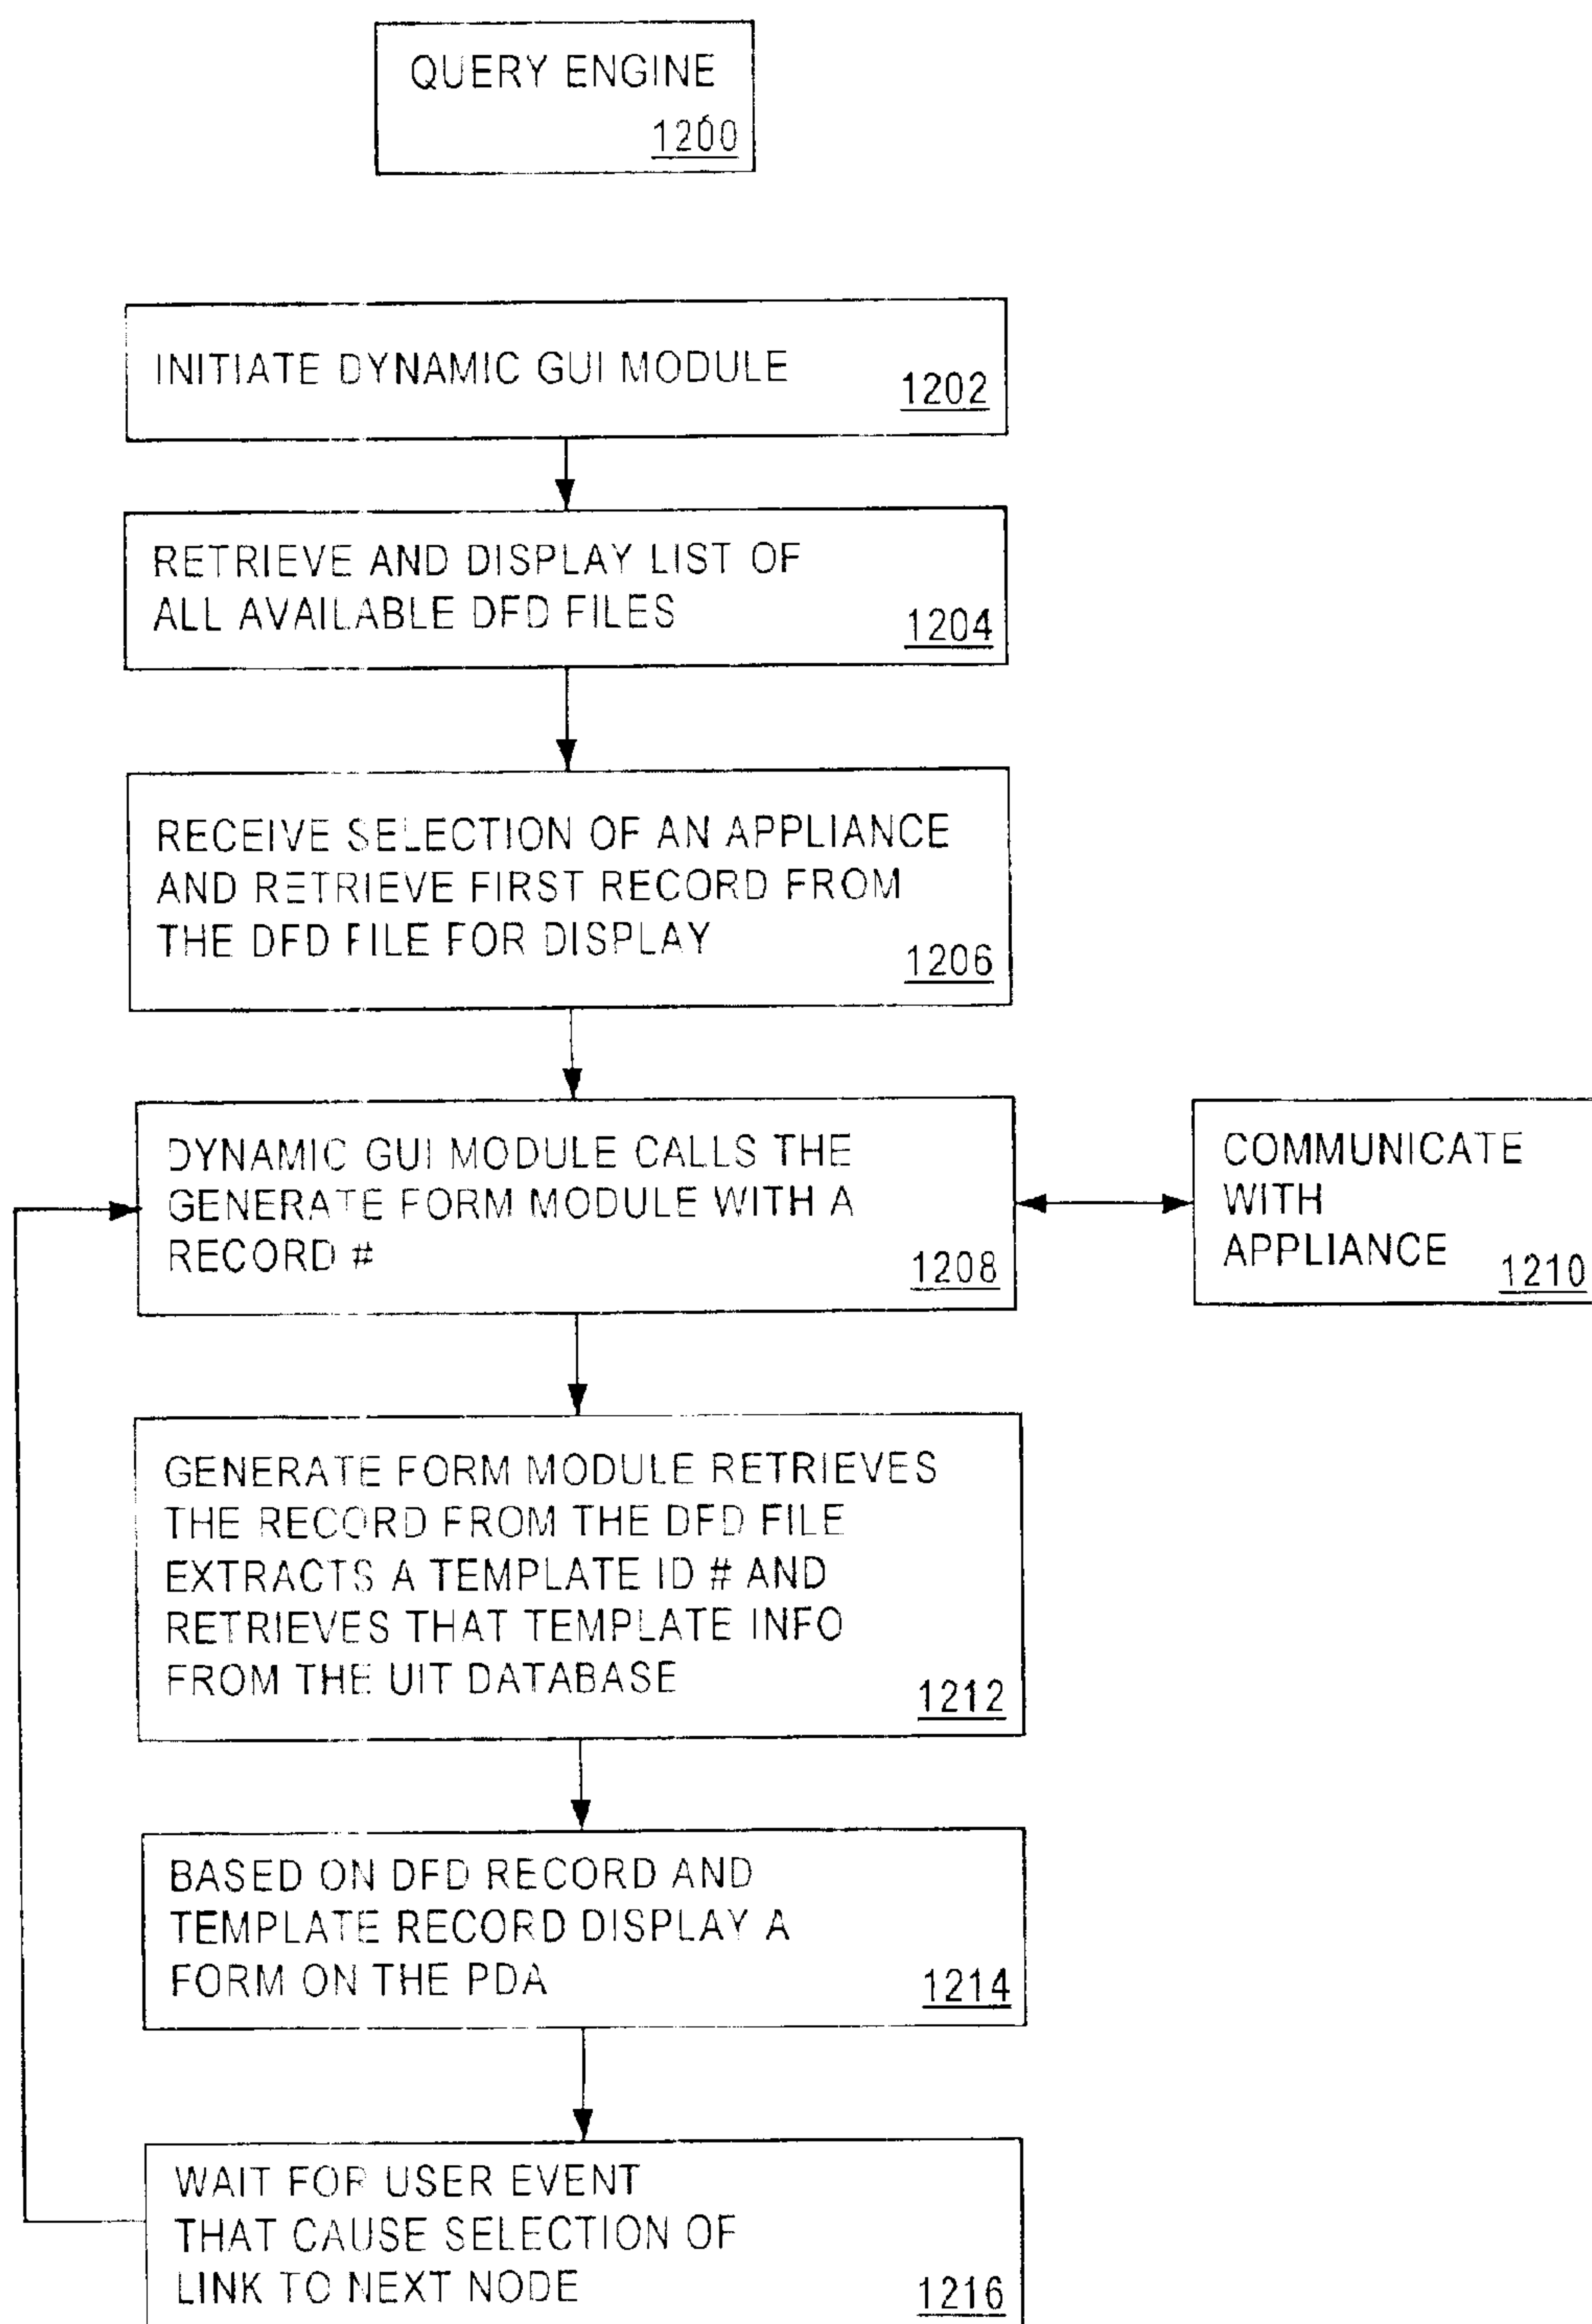 QUERY ENGINE
1200
INITIATE DYNAMIC GUI MODULE
1202
RETRIEVE AND DISPLAY LIST OF
ALL AVAILABLE DFD FILES
1204
RECEIVE SELECTION OF AN APPLIANCE
AND RETRIEVE FIRST RECORD FROM
THE DFD FILE FOR DISPLAY
1206
DYNAMIC GUI MODULE CALLS THE
GENERATE FORM MODULE WITH A
RECORD #
1208
COMMUNICATE
WITH
APPLIANCE
1210
GENERATE FORM MODULE RETRIEVES
THE RECORD FROM THE DFD FILE
EXTRACTS A TEMPLATE ID # AND
RETRIEVES THAT TEMPLATE INFO
FROM THE UIT DATABASE
1212
BASED ON DFD RECORD AND
TEMPLATE RECORD DISPLAY A
FORM ON THE PDA
1214
WAIT FOR USER EVENT
THAT CAUSE SELECTION OF
LINK TO NEXT NODE
1216